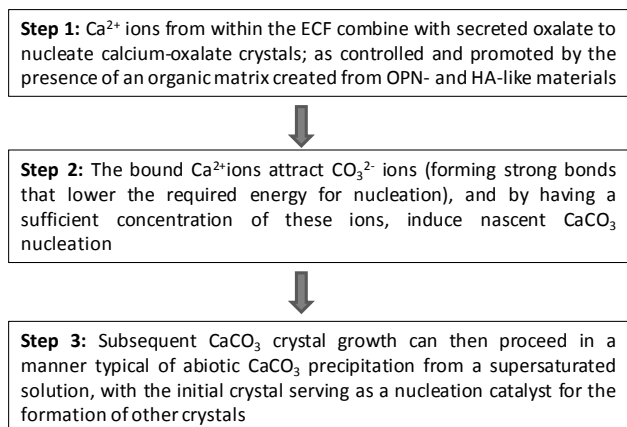 Step 1: Ca²⁺ ions from within the ECF combine with secreted oxalate to
nucleate calcium-oxalate crystals; as controlled and promoted by the
presence of an organic matrix created from OPN- and HA-like materials
Step 2: The bound Ca²⁺ions attract CO₃²⁻ ions (forming strong bonds
that lower the required energy for nucleation), and by having a
sufficient concentration of these ions, induce nascent CaCO₃
nucleation
Step 3: Subsequent CaCO₃ crystal growth can then proceed in a
manner typical of abiotic CaCO₃ precipitation from a supersaturated
solution, with the initial crystal serving as a nucleation catalyst for the
formation of other crystals